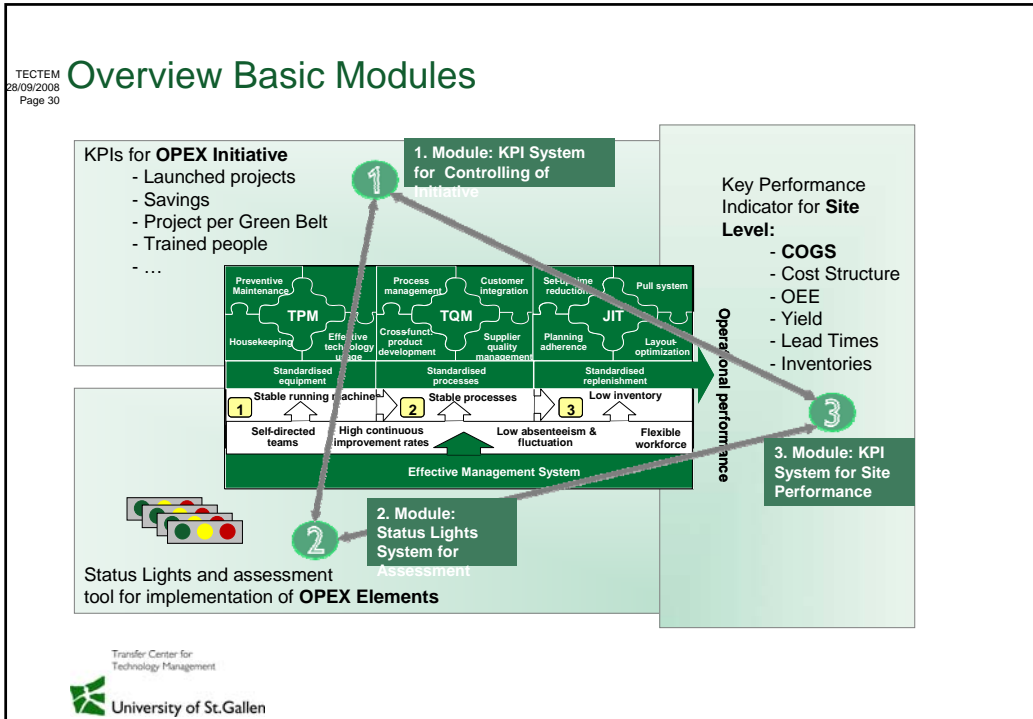 TECTEM
28/09/2008
Page 30
Overview Basic Modules
KPIs for OPEX Initiative
- Launched projects
- Savings
- Project per Green Belt
- Trained people
- …
1
1. Module: KPI System
for Controlling of
Initiative
Key Performance
Indicator for Site
Level:
- COGS
- Cost Structure
- OEE
- Yield
- Lead Times
- Inventories
Preventive
Maintenance
TPM
Housekeeping
Effective
technology
usage
Process
management
Customer
integration
TQM
Cross-funct.
product
development
Supplier
quality
management
Set-up time
reduction
Pull system
JIT
Planning
adherence
Layout-
optimization
Standardised
equipment
Standardised
processes
Standardised
replenishment
1
Stable running machines
2
Stable processes
3
Low inventory
Self-directed
teams
High continuous
improvement rates
Low absenteeism &
fluctuation
Flexible
workforce
Effective Management System
Operational performance
3
3. Module: KPI
System for Site
Performance
2
2. Module:
Status Lights
System for
Assessment
Status Lights and assessment
tool for implementation of OPEX Elements
Transfer Center for
Technology Management
University of St.Gallen